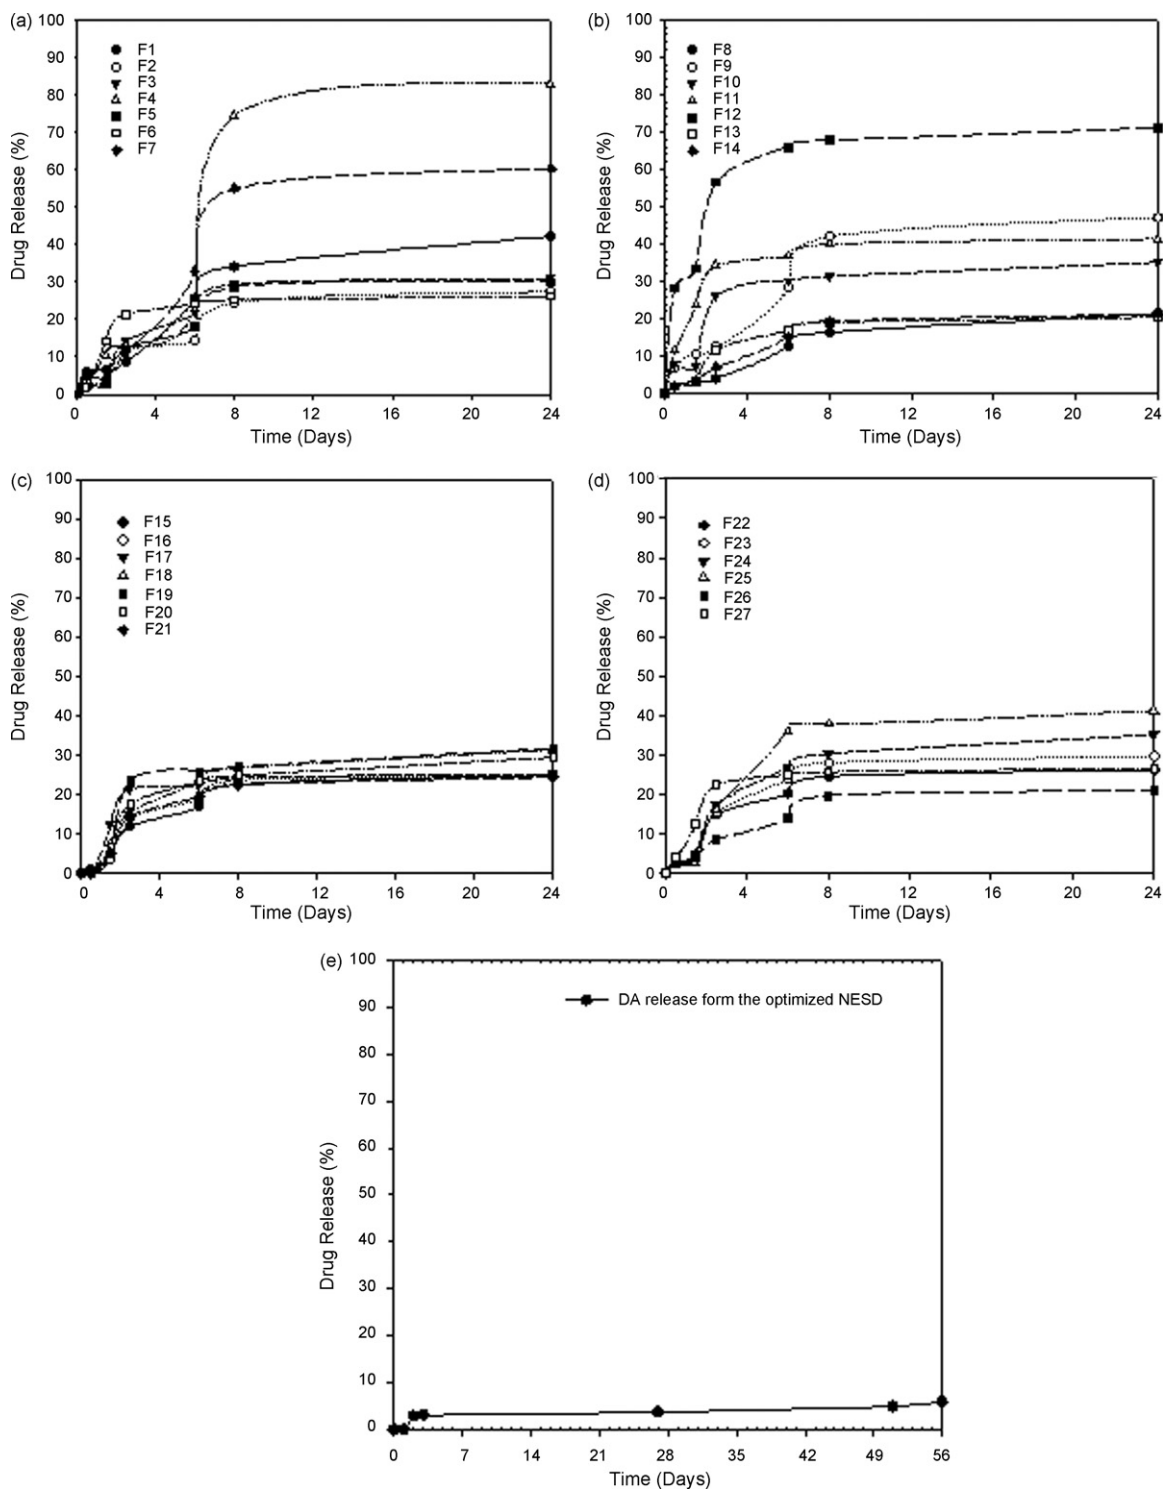 (a)
100
90
80
70
60
50
40
30
20
10
0
Drug Release (%)
F1
F2
F3
F4
F5
F6
F7
0 4 8 12 16 20 24
Time (Days)
(b)
100
90
80
70
60
50
40
30
20
10
0
Drug Release (%)
F8
F9
F10
F11
F12
F13
F14
0 4 8 12 16 20 24
Time (Days)
(c)
100
90
80
70
60
50
40
30
20
10
0
Drug Release (%)
F15
F16
F17
F18
F19
F20
F21
0 4 8 12 16 20 24
Time (Days)
(d)
100
90
80
70
60
50
40
30
20
10
0
Drug Release (%)
F22
F23
F24
F25
F26
F27
0 4 8 12 16 20 24
Time (Days)
(e)
100
90
80
70
60
50
40
30
20
10
0
Drug Release (%)
DA release form the optimized NESD
0 7 14 21 28 35 42 49 56
Time (Days)